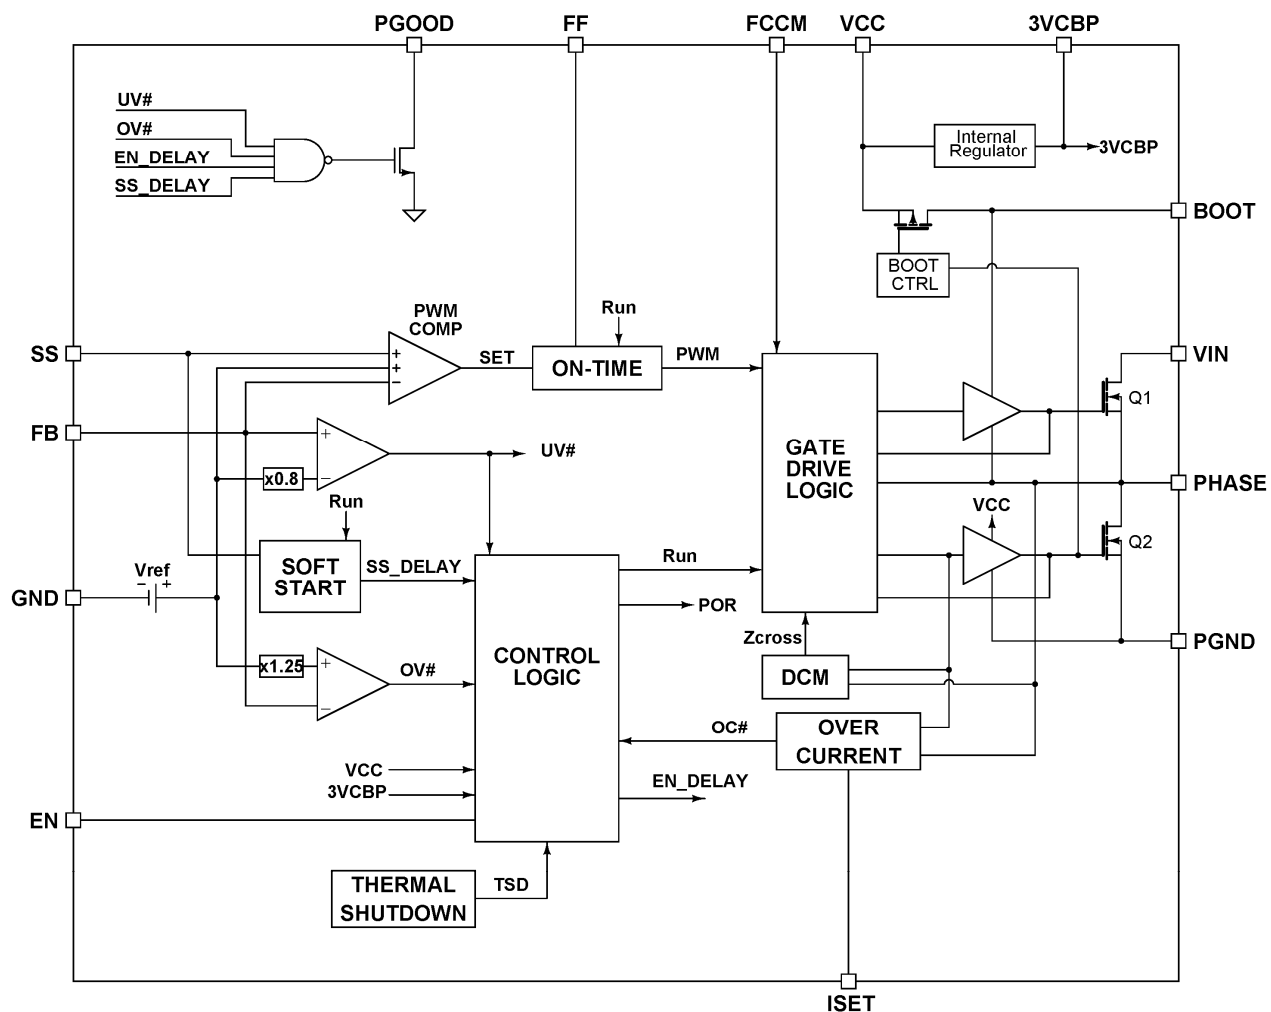 PGOOD
FF
FCCM
VCC
3VCBP
UV#
OV#
EN_DELAY
SS_DELAY
Internal
Regulator
3VCBP
BOOT
BOOT
CTRL
PWM
COMP
+
+
−
SET
Run
ON-TIME
PWM
SS
VIN
Q1
FB
+
−
x0.8
UV#
GATE
DRIVE
LOGIC
PHASE
Run
SOFT
START
SS_DELAY
VCC
Q2
Vref
− +
GND
Run
POR
Zcross
PGND
x1.25
+
−
OV#
CONTROL
LOGIC
DCM
OC#
OVER
CURRENT
VCC
3VCBP
EN_DELAY
EN
THERMAL
SHUTDOWN
TSD
ISET